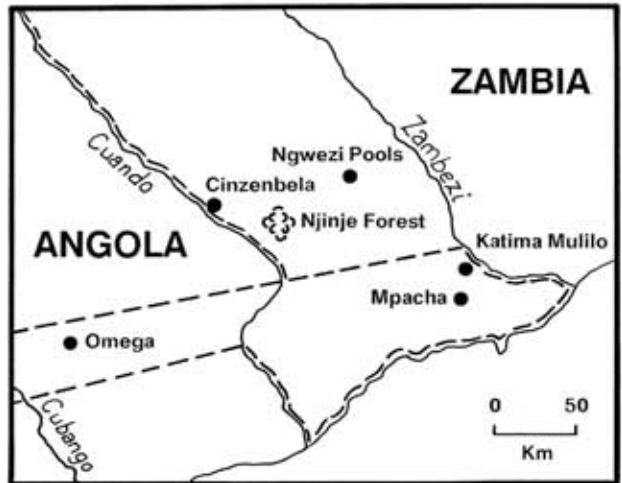 ZAMBIA
Zambezi
Cuando
Ngwezi Pools
Cinzenbela
Njinje Forest
ANGOLA
Katima Mulilo
Mpacha
Omega
Cubango
0 50
Km